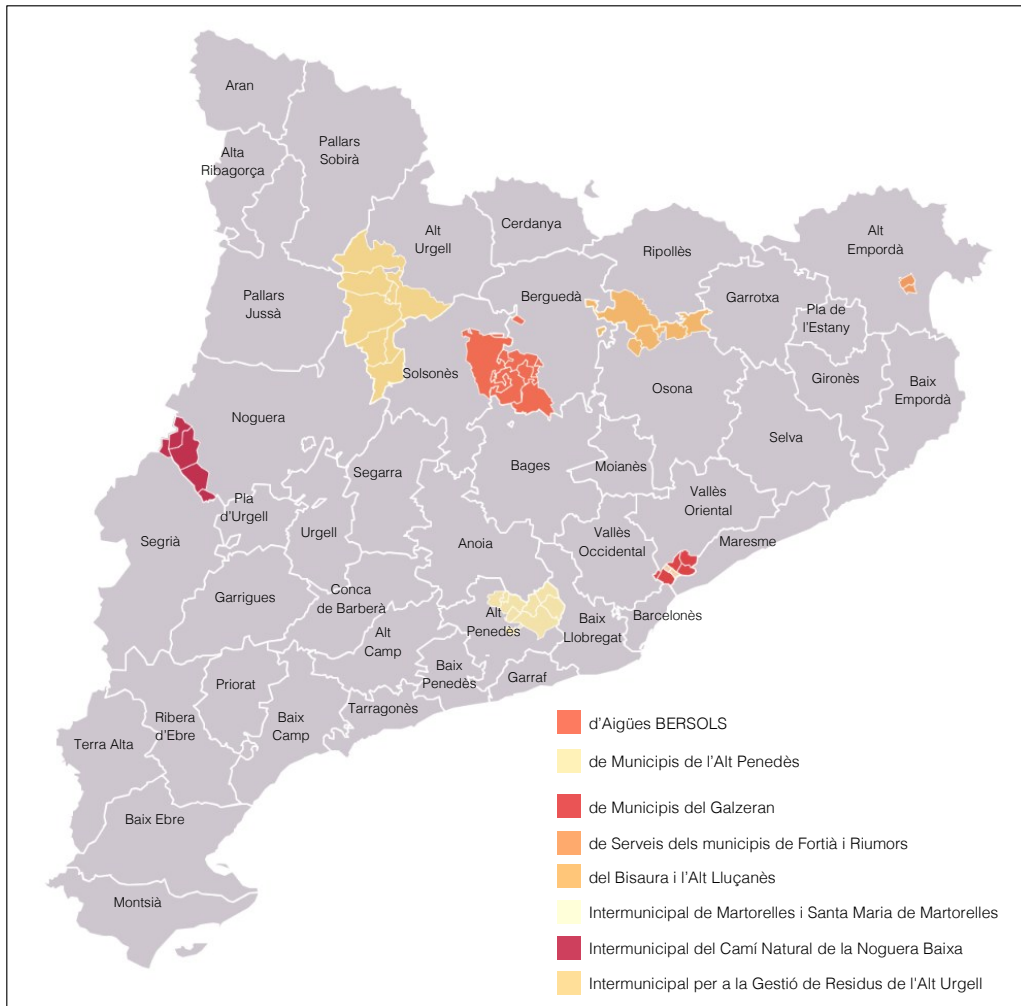 Aran
Pallars
Sobirà
Alta
Ribagorça
Alt
Urgell
Cerdanya
Ripollès
Alt
Empordà
Pallars
Jussà
Berguedà
Garrotxa
Pla de
l'Estany
Solsonès
Osona
Gironès
Baix
Empordà
Noguera
Selva
Segarra
Bages
Moianès
Pla
d'Urgell
Urgell
Vallès
Oriental
Segrià
Anoia
Vallès
Occidental
Maresme
Garrigues
Conca
de Barberà
Alt
Penedès
Baix
Llobregat
Barcelonès
Alt
Camp
Baix
Penedès
Garraf
Priorat
Tarragonès
Ribera
d'Ebre
Baix
Camp
Terra Alta
Baix Ebre
Montsià
d'Aigües BERSOLS
de Municipis de l'Alt Penedès
de Municipis del Galzeran
de Serveis dels municipis de Fortià i Riumors
del Bisaura i l'Alt Lluçanès
Intermunicipal de Martorelles i Santa Maria de Martorelles
Intermunicipal del Camí Natural de la Noguera Baixa
Intermunicipal per a la Gestió de Residus de l'Alt Urgell